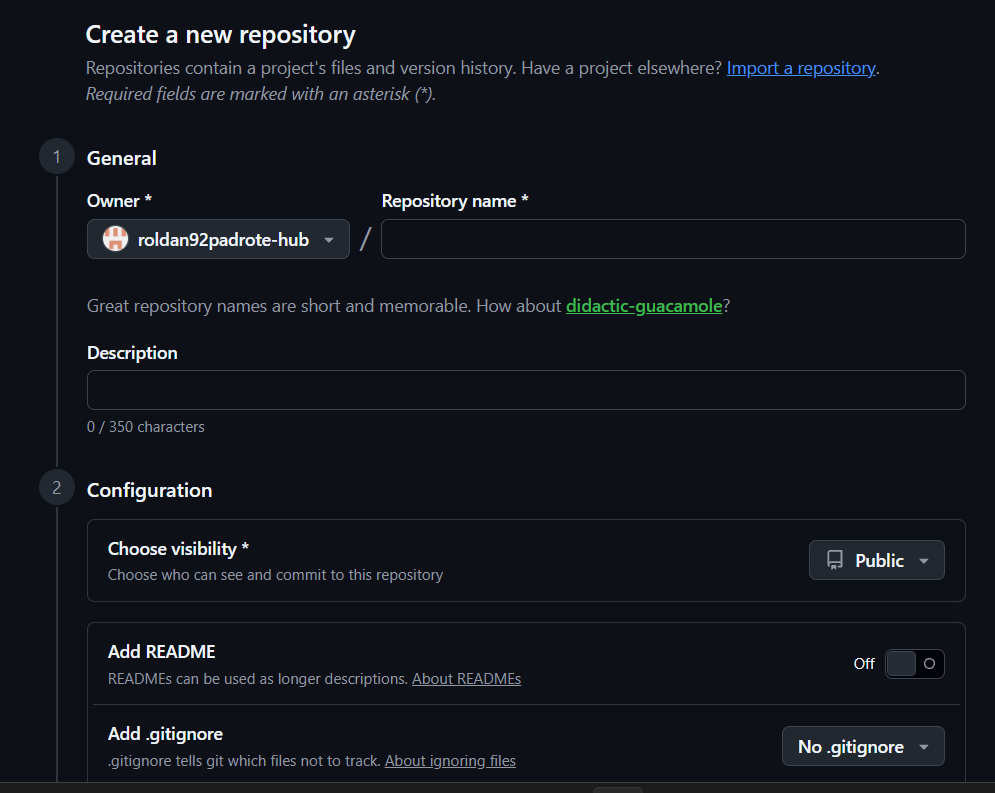 Create a new repository
Repositories contain a project's files and version history. Have a project elsewhere? Import a repository.
Required fields are marked with an asterisk (*).
1 General
Owner * Repository name *
roldan92padrote-hub /
Great repository names are short and memorable. How about didactic-guacamole?
Description
0 / 350 characters
2 Configuration
Choose visibility *
Choose who can see and commit to this repository
Public
Add README
READMEs can be used as longer descriptions. About READMEs
Off
Add .gitignore
.gitignore tells git which files not to track. About ignoring files
No .gitignore